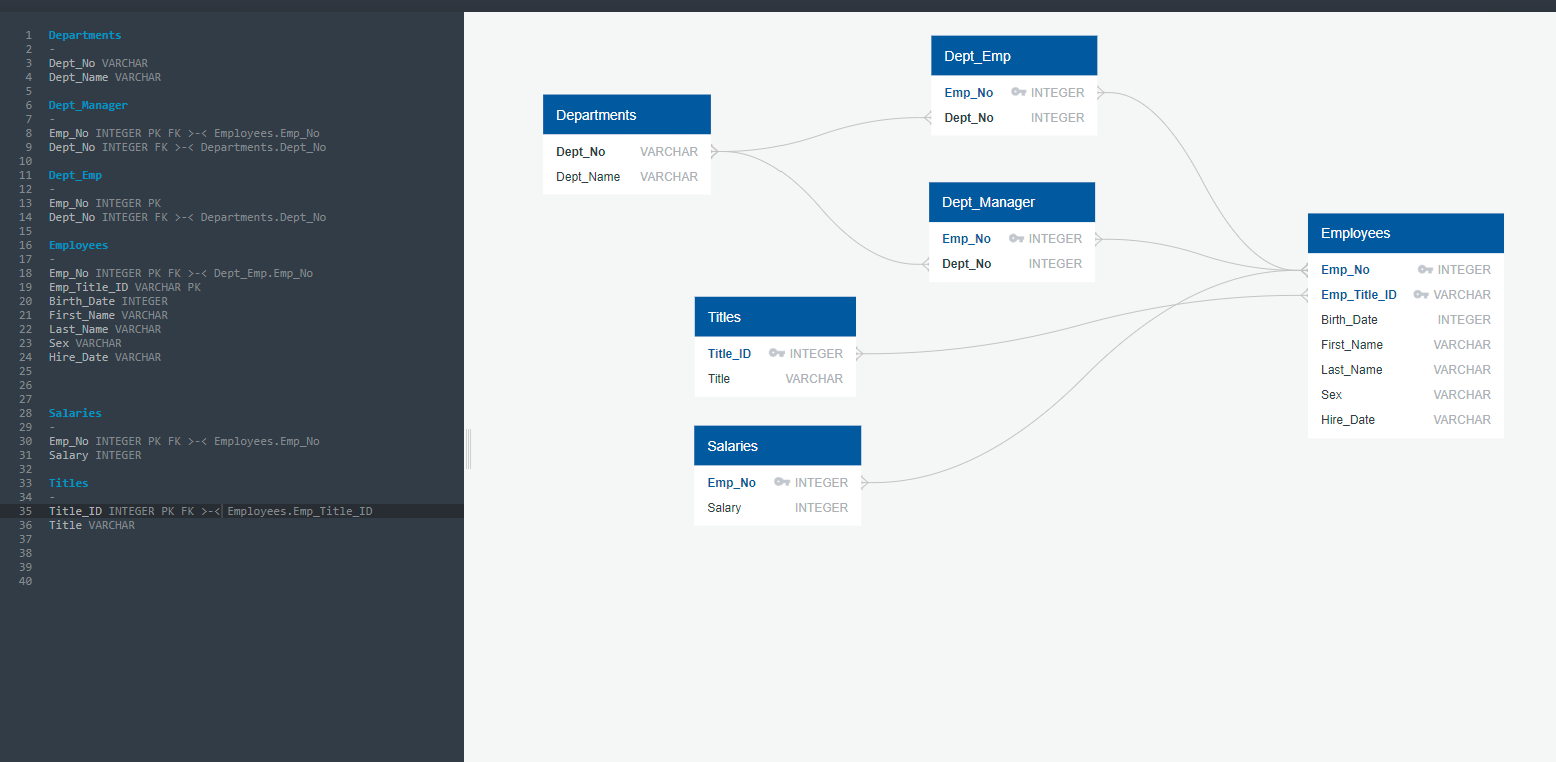 1 Departments
2 -
3 Dept_No VARCHAR
4 Dept_Name VARCHAR
5
6 Dept_Manager
7 -
8 Emp_No INTEGER PK FK >-< Employees.Emp_No
9 Dept_No INTEGER FK >-< Departments.Dept_No
10
11 Dept_Emp
12 -
13 Emp_No INTEGER PK
14 Dept_No INTEGER FK >-< Departments.Dept_No
15
16 Employees
17 -
18 Emp_No INTEGER PK FK >-< Dept_Emp.Emp_No
19 Emp_Title_ID VARCHAR PK
20 Birth_Date INTEGER
21 First_Name VARCHAR
22 Last_Name VARCHAR
23 Sex VARCHAR
24 Hire_Date VARCHAR
25
26
27
28 Salaries
29 -
30 Emp_No INTEGER PK FK >-< Employees.Emp_No
31 Salary INTEGER
32
33 Titles
34 -
35 Title_ID INTEGER PK FK >-< Employees.Emp_Title_ID
36 Title VARCHAR
37
38
39
40
Departments
Dept_No VARCHAR
Dept_Name VARCHAR
Dept_Emp
Emp_No INTEGER
Dept_No INTEGER
Dept_Manager
Emp_No INTEGER
Dept_No INTEGER
Titles
Title_ID INTEGER
Title VARCHAR
Salaries
Emp_No INTEGER
Salary INTEGER
Employees
Emp_No INTEGER
Emp_Title_ID VARCHAR
Birth_Date INTEGER
First_Name VARCHAR
Last_Name VARCHAR
Sex VARCHAR
Hire_Date VARCHAR